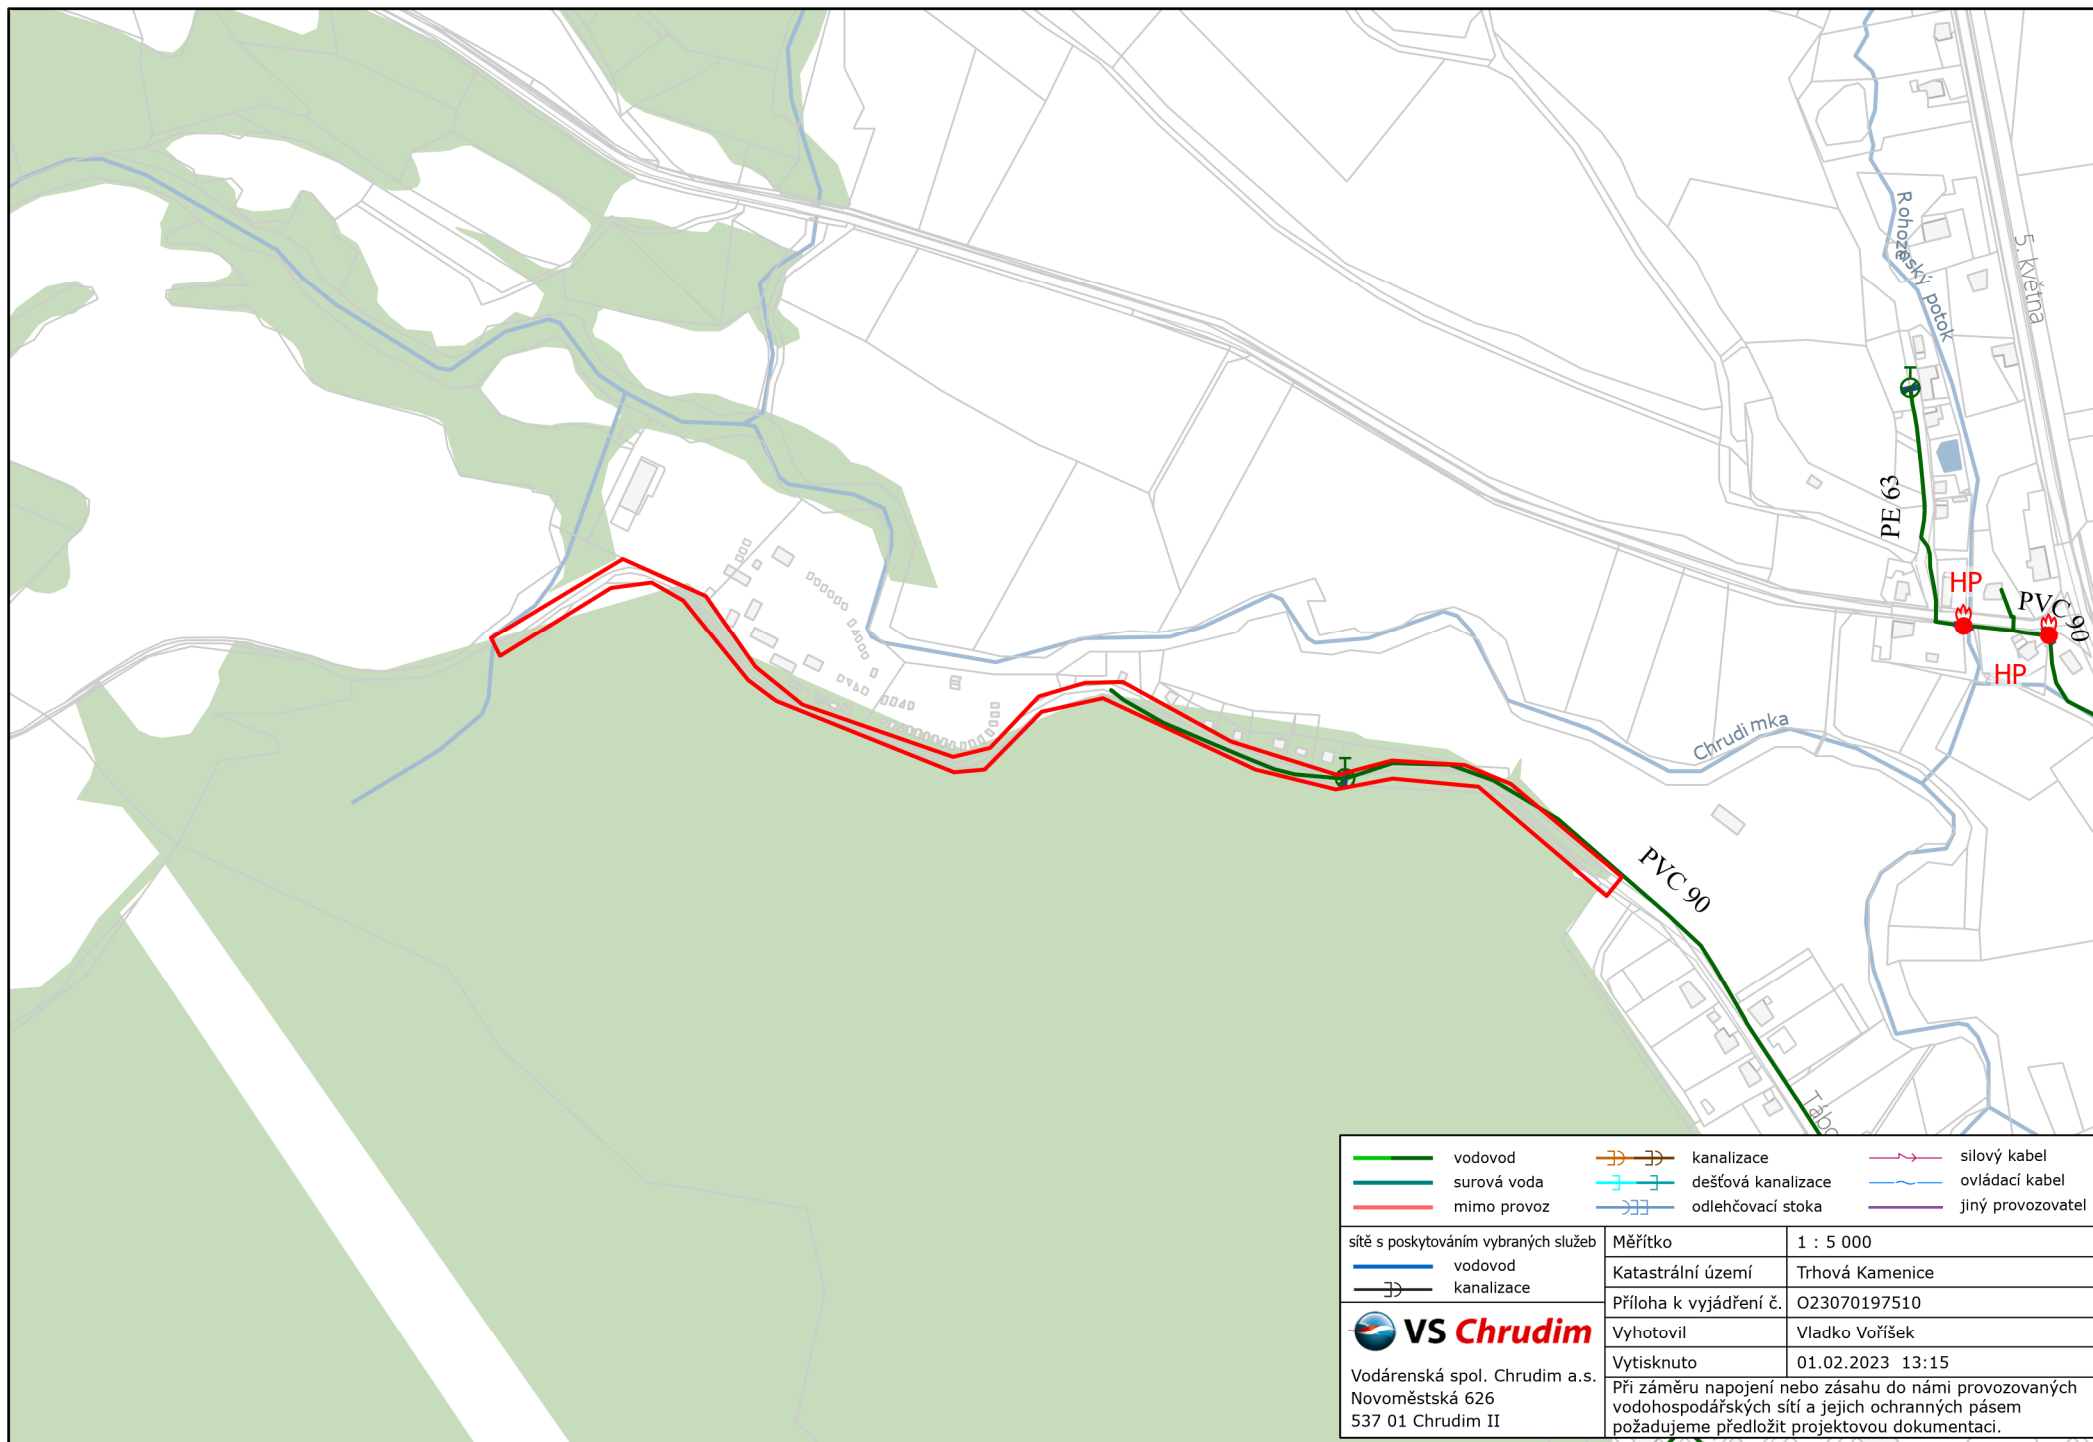 Rohozenský potok
5. května
PE 63
HP
PVC 90
HP
Chrudimka
PVC 90
Tábo
vodovod
surová voda
mimo provoz
kanalizace
dešťová kanalizace
odlehčovací stoka
silový kabel
ovládací kabel
jiný provozovatel
sítě s poskytováním vybraných služeb
vodovod
kanalizace
VS Chrudim
Vodárenská spol. Chrudim a.s.
Novoměstská 626
537 01 Chrudim II
Měřítko 1 : 5 000
Katastrální území Trhová Kamenice
Příloha k vyjádření č. O23070197510
Vyhotovil Vladko Voříšek
Vytisknuto 01.02.2023 13:15
Při záměru napojení nebo zásahu do námi provozovaných
vodohospodářských sítí a jejich ochranných pásem
požadujeme předložit projektovou dokumentaci.